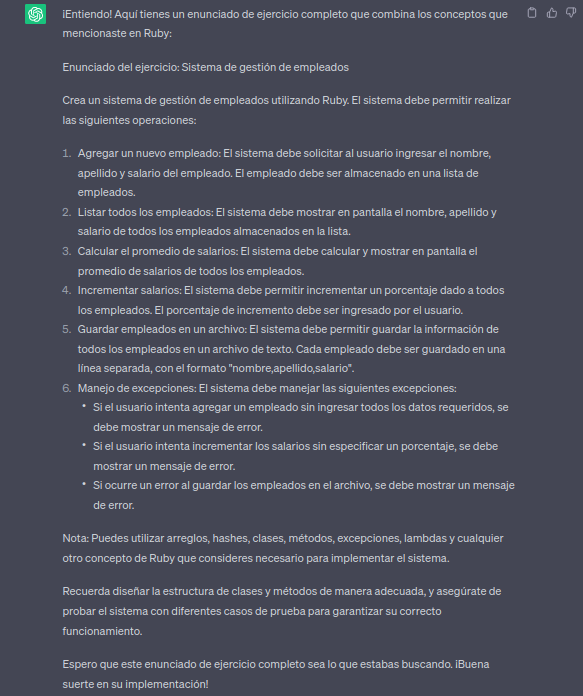 ¡Entiendo! Aquí tienes un enunciado de ejercicio completo que combina los conceptos que
mencionaste en Ruby:
Enunciado del ejercicio: Sistema de gestión de empleados
Crea un sistema de gestión de empleados utilizando Ruby. El sistema debe permitir realizar
las siguientes operaciones:
1. Agregar un nuevo empleado: El sistema debe solicitar al usuario ingresar el nombre,
apellido y salario del empleado. El empleado debe ser almacenado en una lista de
empleados.
2. Listar todos los empleados: El sistema debe mostrar en pantalla el nombre, apellido y
salario de todos los empleados almacenados en la lista.
3. Calcular el promedio de salarios: El sistema debe calcular y mostrar en pantalla el
promedio de salarios de todos los empleados.
4. Incrementar salarios: El sistema debe permitir incrementar un porcentaje dado a todos
los empleados. El porcentaje de incremento debe ser ingresado por el usuario.
5. Guardar empleados en un archivo: El sistema debe permitir guardar la información de
todos los empleados en un archivo de texto. Cada empleado debe ser guardado en una
línea separada, con el formato "nombre,apellido,salario".
6. Manejo de excepciones: El sistema debe manejar las siguientes excepciones:
• Si el usuario intenta agregar un empleado sin ingresar todos los datos requeridos, se
debe mostrar un mensaje de error.
• Si el usuario intenta incrementar los salarios sin especificar un porcentaje, se debe
mostrar un mensaje de error.
• Si ocurre un error al guardar los empleados en el archivo, se debe mostrar un mensaje
de error.
Nota: Puedes utilizar arreglos, hashes, clases, métodos, excepciones, lambdas y cualquier
otro concepto de Ruby que consideres necesario para implementar el sistema.
Recuerda diseñar la estructura de clases y métodos de manera adecuada, y asegúrate de
probar el sistema con diferentes casos de prueba para garantizar su correcto
funcionamiento.
Espero que este enunciado de ejercicio completo sea lo que estabas buscando. ¡Buena
suerte en su implementación!